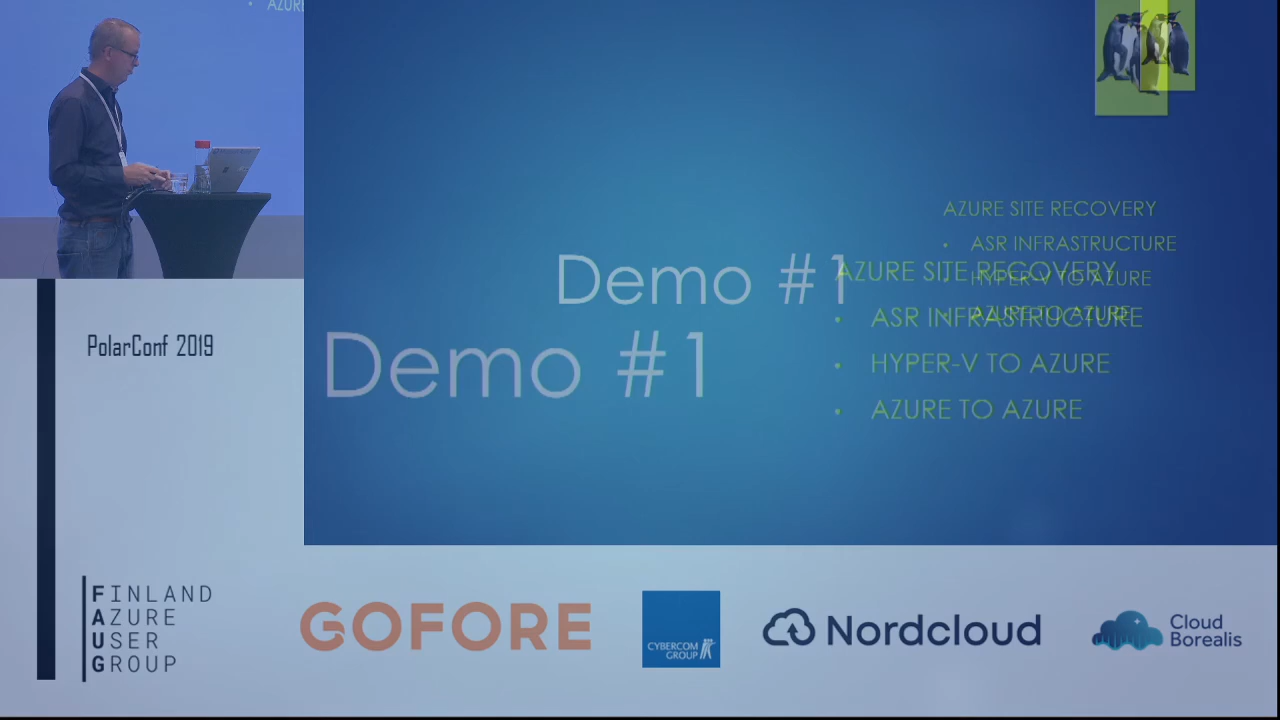 AZURE
AZURE SITE RECOVERY
• ASR INFRASTRUCTURE
• HYPER-V TO AZURE
• AZURE TO AZURE
Demo #1
Demo #1
AZURE SITE RECOVERY
• ASR INFRASTRUCTURE
• HYPER-V TO AZURE
• AZURE TO AZURE
PolarConf 2019
FINLAND
AZURE
USER
GROUP
GOFORE
CYBERCOM
GROUP
Nordcloud
Cloud
Borealis